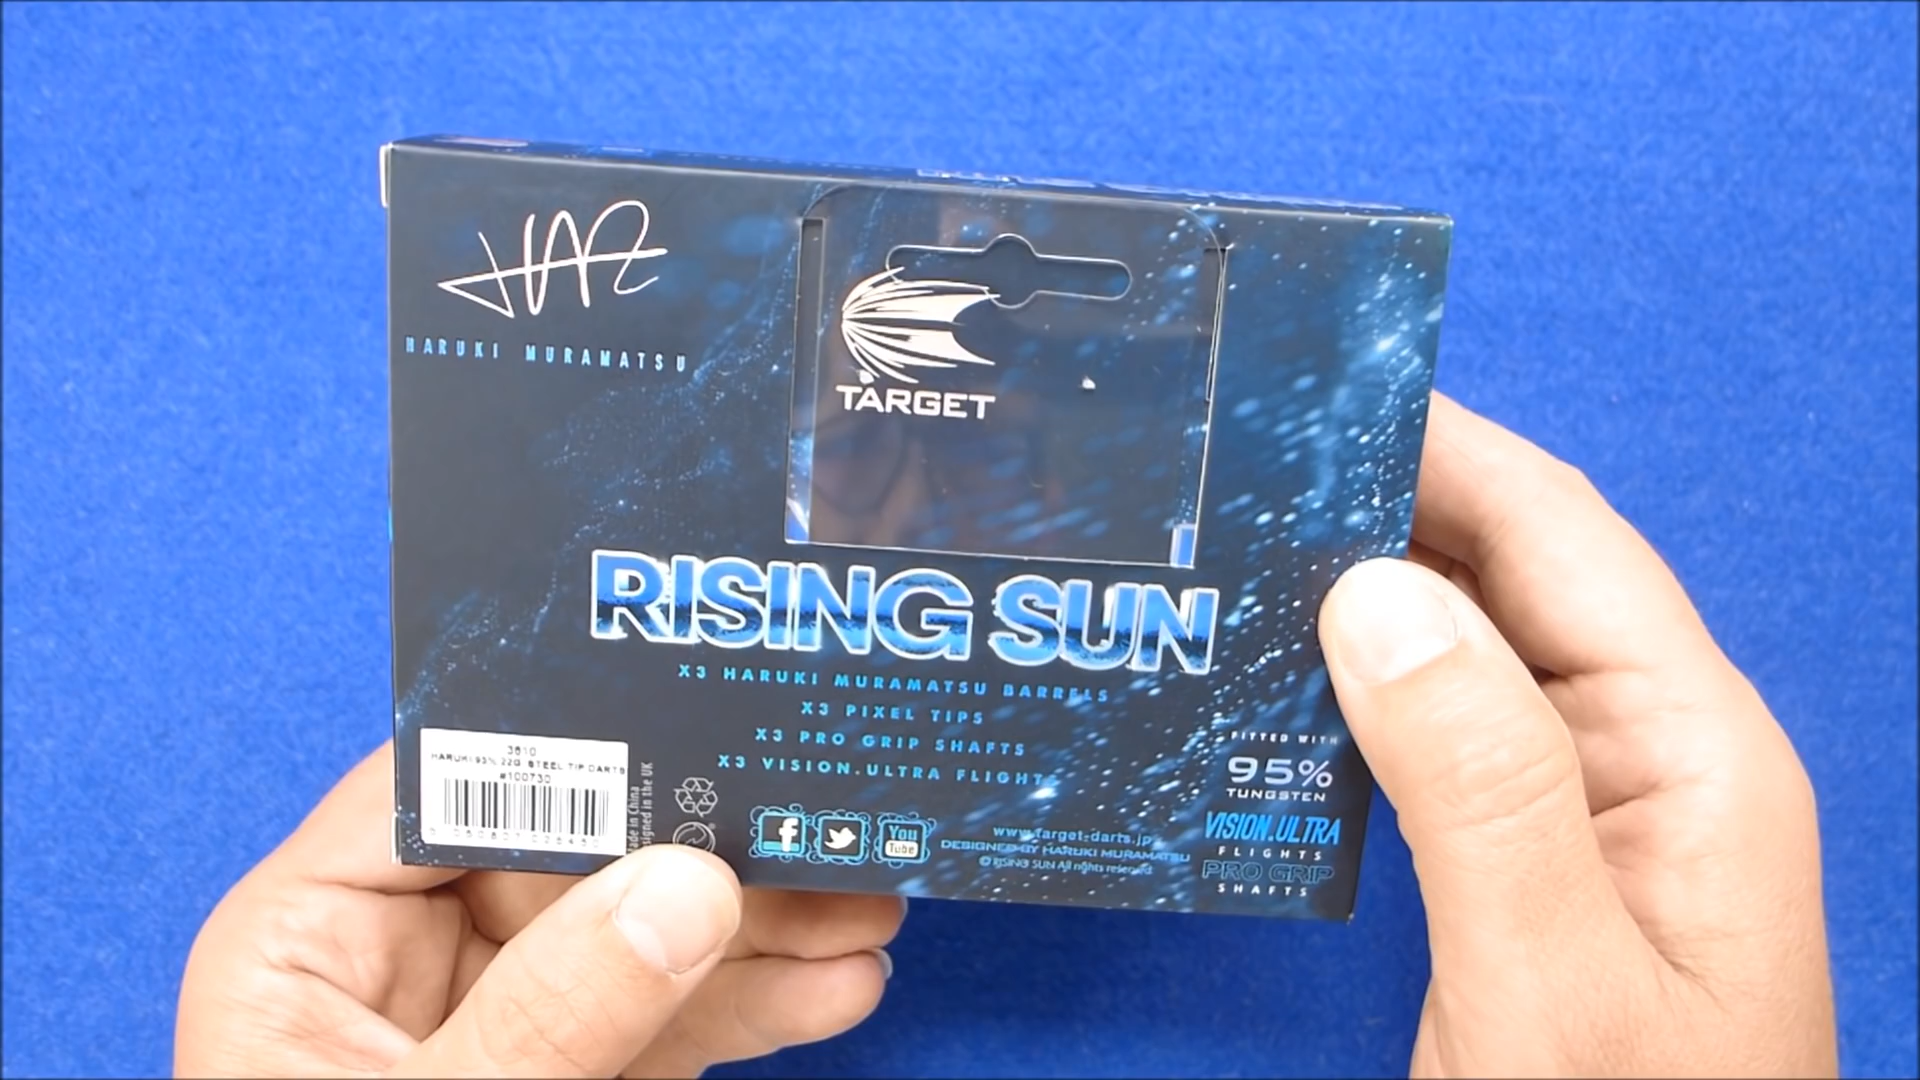 HARUKI MURAMATSU
TARGET
RISING SUN
X3 HARUKI MURAMATSU BARRELS
X3 PIXEL TIPS
X3 PRO GRIP SHAFTS
X3 VISION.ULTRA FLIGHTS
3610
22G STEEL TIP DARTS
#100730
FITTED WITH
95%
TUNGSTEN
VISION.ULTRA
FLIGHTS
PRO GRIP
SHAFTS
f
You
Tube
www.target-darts.jp
DESIGNED BY HARUKI MURAMATSU
© RISING SUN All rights reserved